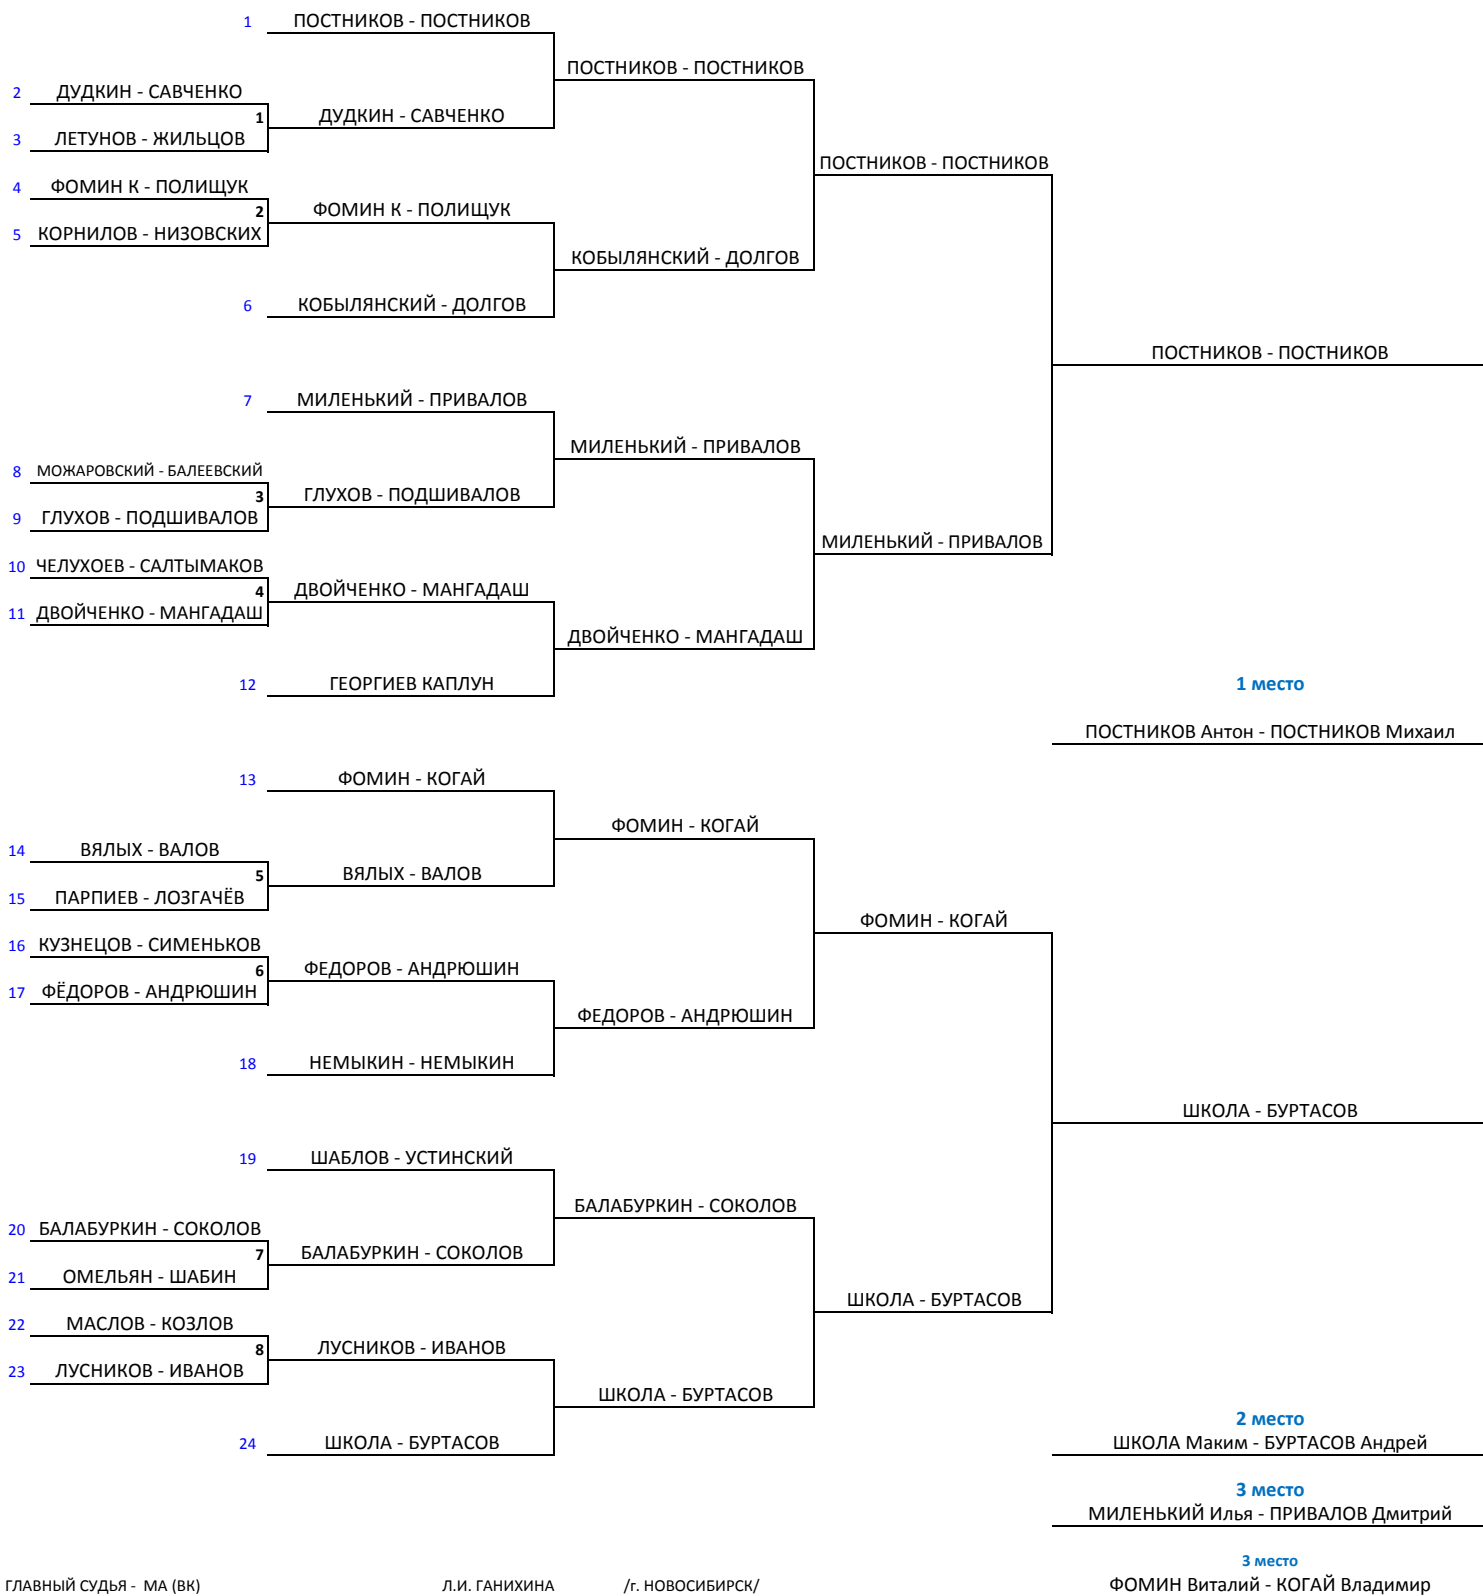 1 ПОСТНИКОВ - ПОСТНИКОВ
ПОСТНИКОВ - ПОСТНИКОВ
2 ДУДКИН - САВЧЕНКО
1 ДУДКИН - САВЧЕНКО
3 ЛЕТУНОВ - ЖИЛЬЦОВ
ПОСТНИКОВ - ПОСТНИКОВ
4 ФОМИН К - ПОЛИЩУК
2 ФОМИН К - ПОЛИЩУК
5 КОРНИЛОВ - НИЗОВСКИХ
КОБЫЛЯНСКИЙ - ДОЛГОВ
6 КОБЫЛЯНСКИЙ - ДОЛГОВ
ПОСТНИКОВ - ПОСТНИКОВ
7 МИЛЕНЬКИЙ - ПРИВАЛОВ
МИЛЕНЬКИЙ - ПРИВАЛОВ
8 МОЖАРОВСКИЙ - БАЛЕЕВСКИЙ
3 ГЛУХОВ - ПОДШИВАЛОВ
9 ГЛУХОВ - ПОДШИВАЛОВ
МИЛЕНЬКИЙ - ПРИВАЛОВ
10 ЧЕЛУХОЕВ - САЛТЫМАКОВ
4 ДВОЙЧЕНКО - МАНГАДАШ
11 ДВОЙЧЕНКО - МАНГАДАШ
ДВОЙЧЕНКО - МАНГАДАШ
12 ГЕОРГИЕВ КАПЛУН
1 место
ПОСТНИКОВ Антон - ПОСТНИКОВ Михаил
13 ФОМИН - КОГАЙ
ФОМИН - КОГАЙ
14 ВЯЛЫХ - ВАЛОВ
5 ВЯЛЫХ - ВАЛОВ
15 ПАРПИЕВ - ЛОЗГАЧЁВ
ФОМИН - КОГАЙ
16 КУЗНЕЦОВ - СИМЕНЬКОВ
6 ФЕДОРОВ - АНДРЮШИН
17 ФЁДОРОВ - АНДРЮШИН
ФЕДОРОВ - АНДРЮШИН
18 НЕМЫКИН - НЕМЫКИН
ШКОЛА - БУРТАСОВ
19 ШАБЛОВ - УСТИНСКИЙ
БАЛАБУРКИН - СОКОЛОВ
20 БАЛАБУРКИН - СОКОЛОВ
7 БАЛАБУРКИН - СОКОЛОВ
21 ОМЕЛЬЯН - ШАБИН
ШКОЛА - БУРТАСОВ
22 МАСЛОВ - КОЗЛОВ
8 ЛУСНИКОВ - ИВАНОВ
23 ЛУСНИКОВ - ИВАНОВ
ШКОЛА - БУРТАСОВ
24 ШКОЛА - БУРТАСОВ
2 место
ШКОЛА Маким - БУРТАСОВ Андрей
3 место
МИЛЕНЬКИЙ Илья - ПРИВАЛОВ Дмитрий
3 место
ФОМИН Виталий - КОГАЙ Владимир
ГЛАВНЫЙ СУДЬЯ - МА (ВК) Л.И. ГАНИХИНА /г. НОВОСИБИРСК/